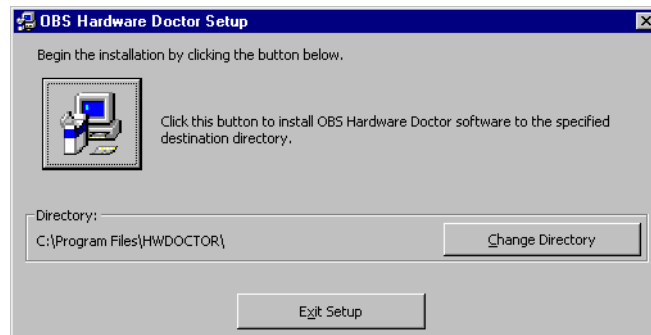 OBS Hardware Doctor Setup
Begin the installation by clicking the button below.
Click this button to install OBS Hardware Doctor software to the specified
destination directory.
Directory:
C:\Program Files\HWDOCTOR\
Change Directory
Exit Setup